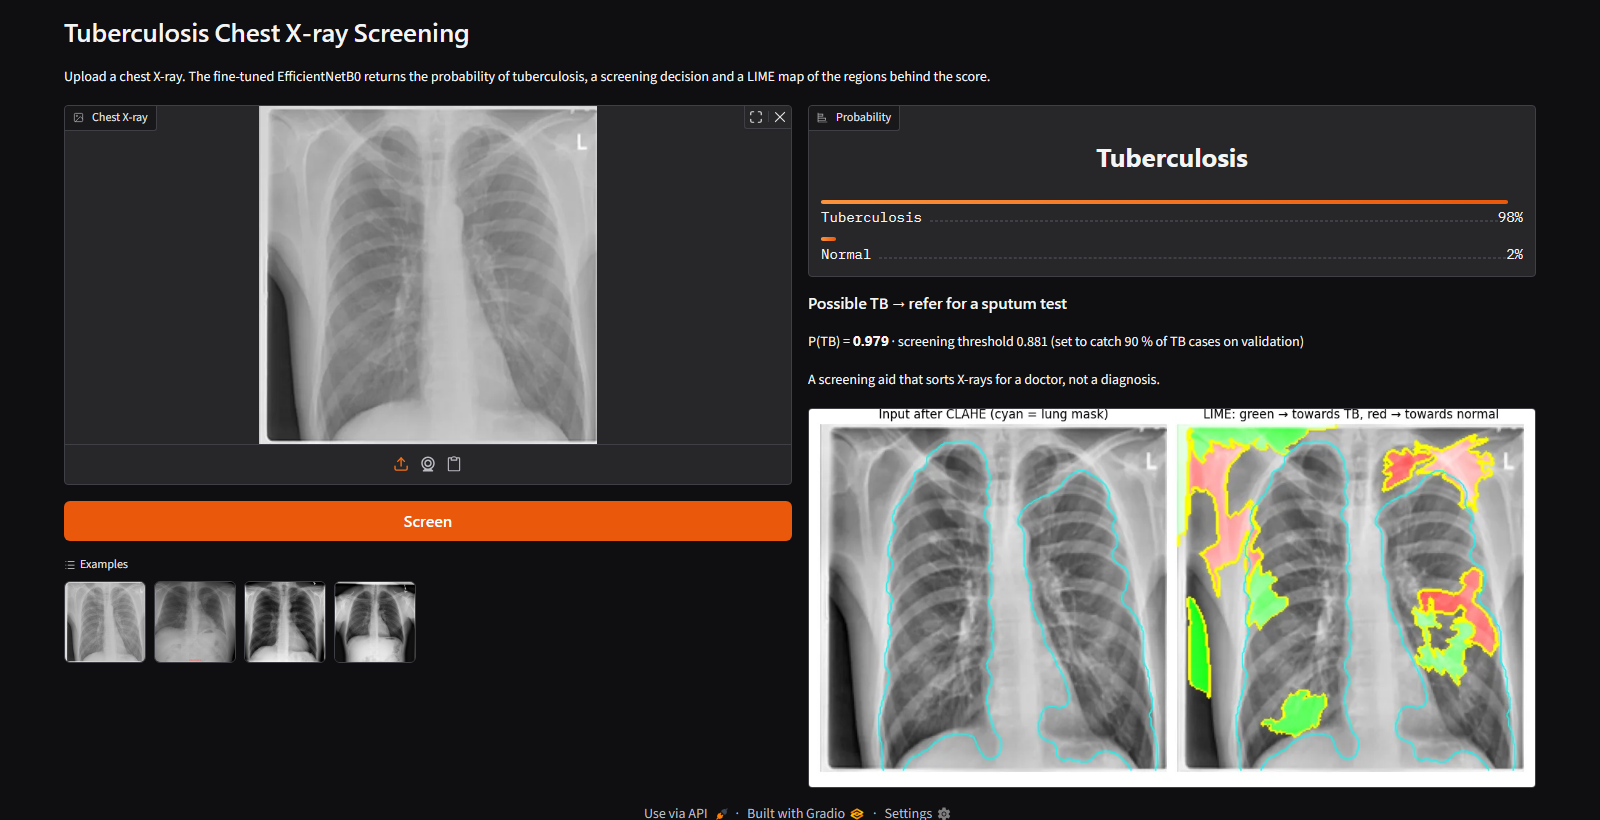 Tuberculosis Chest X-ray Screening
Upload a chest X-ray. The fine-tuned EfficientNetB0 returns the probability of tuberculosis, a screening decision and a LIME map of the regions behind the score.
Chest X-ray
L
Screen
Examples
Probability
Tuberculosis
Tuberculosis 98%
Normal 2%
Possible TB → refer for a sputum test
P(TB) = 0.979 · screening threshold 0.881 (set to catch 90 % of TB cases on validation)
A screening aid that sorts X-rays for a doctor, not a diagnosis.
Input after CLAHE (cyan = lung mask)
L
LIME: green → towards TB, red → towards normal
L
Use via API · Built with Gradio · Settings